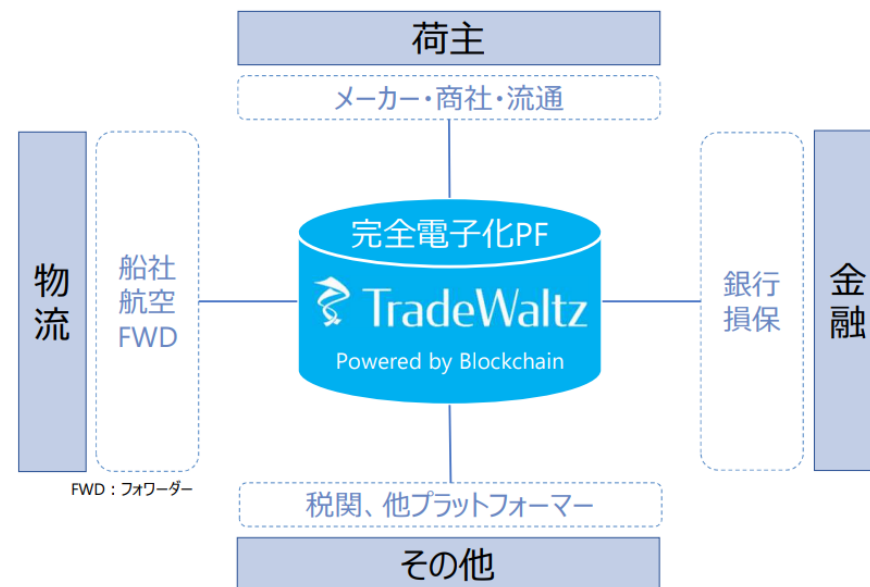 荷主
メーカー・商社・流通
物流
船社
航空
FWD
FWD：フォワーダー
完全電子化PF
TradeWaltz
Powered by Blockchain
銀行
損保
金融
税関、他プラットフォーマー
その他